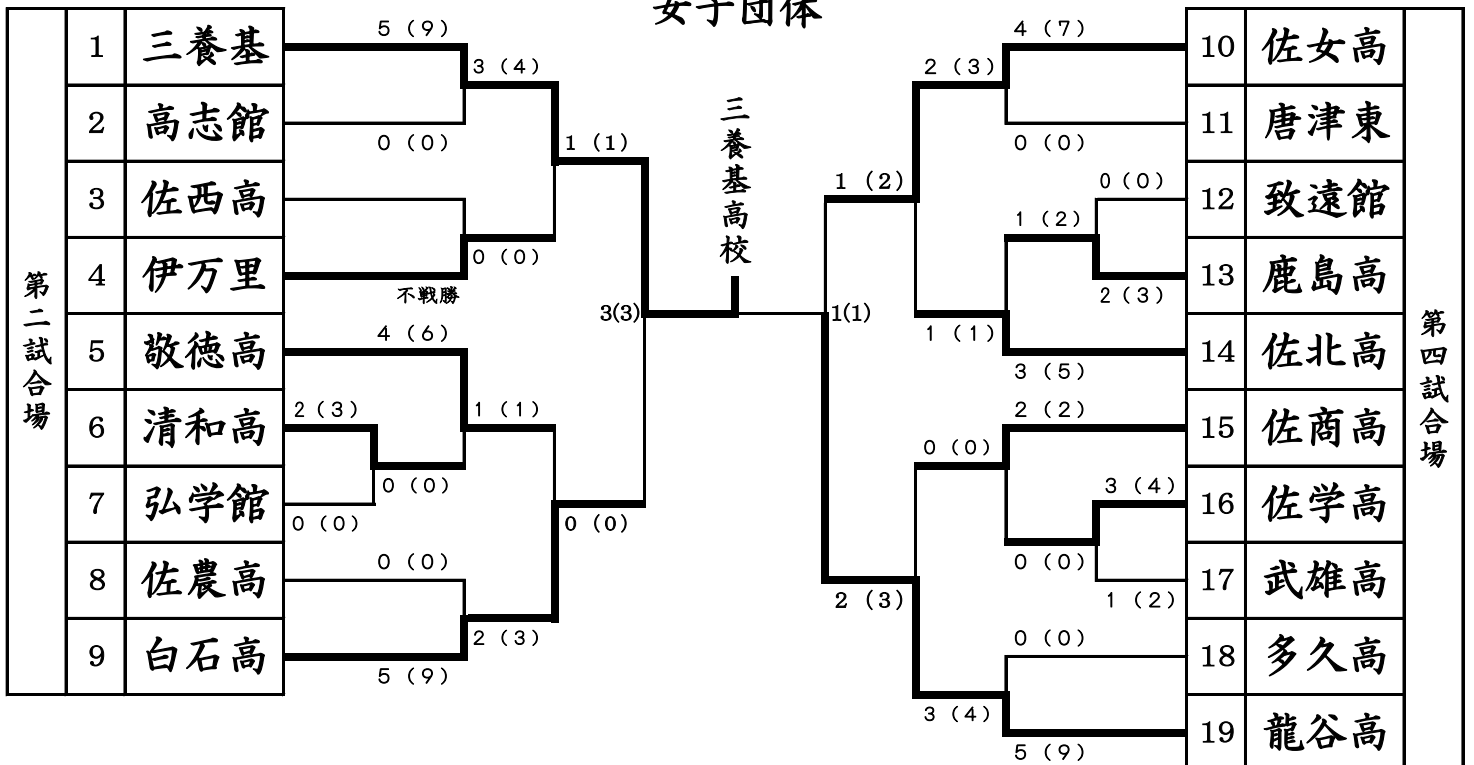 女子団体
第二試合場
1 三養基
2 高志館
3 佐西高
4 伊万里
5 敬徳高
6 清和高
7 弘学館
8 佐農高
9 白石高
5 (9)
3 (4)
0 (0)
1 (1)
0 (0)
不戦勝
3(3)
4 (6)
2 (3)
1 (1)
0 (0)
0 (0)
0 (0)
0 (0)
2 (3)
5 (9)
三養基高校
4 (7)
2 (3)
0 (0)
0 (0)
1 (2)
1 (2)
2 (3)
1(1)
1 (1)
3 (5)
2 (2)
0 (0)
3 (4)
0 (0)
2 (3)
1 (2)
0 (0)
3 (4)
5 (9)
10 佐女高
11 唐津東
12 致遠館
13 鹿島高
14 佐北高
15 佐商高
16 佐学高
17 武雄高
18 多久高
19 龍谷高
第四試合場